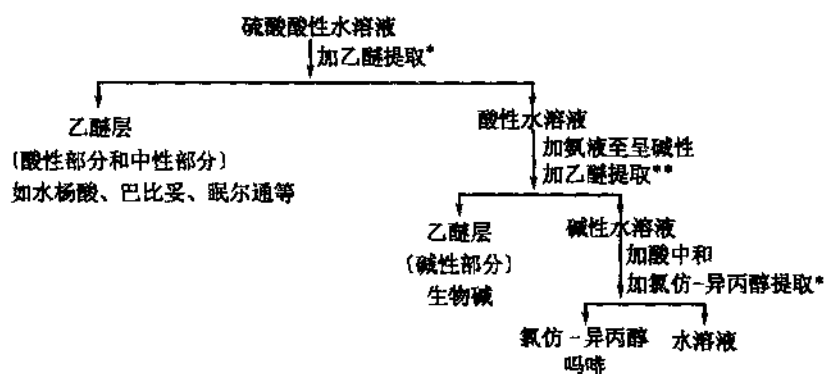 硫酸酸性水溶液
加乙醚提取*
乙醚层
(酸性部分和中性部分)
如水杨酸、巴比妥、眠尔通等
酸性水溶液
加氨液至呈碱性
加乙醚提取**
乙醚层
(碱性部分)
生物碱
碱性水溶液
加酸中和
加氯仿-异丙醇提取*
氯仿-异丙醇
吗啡
水溶液